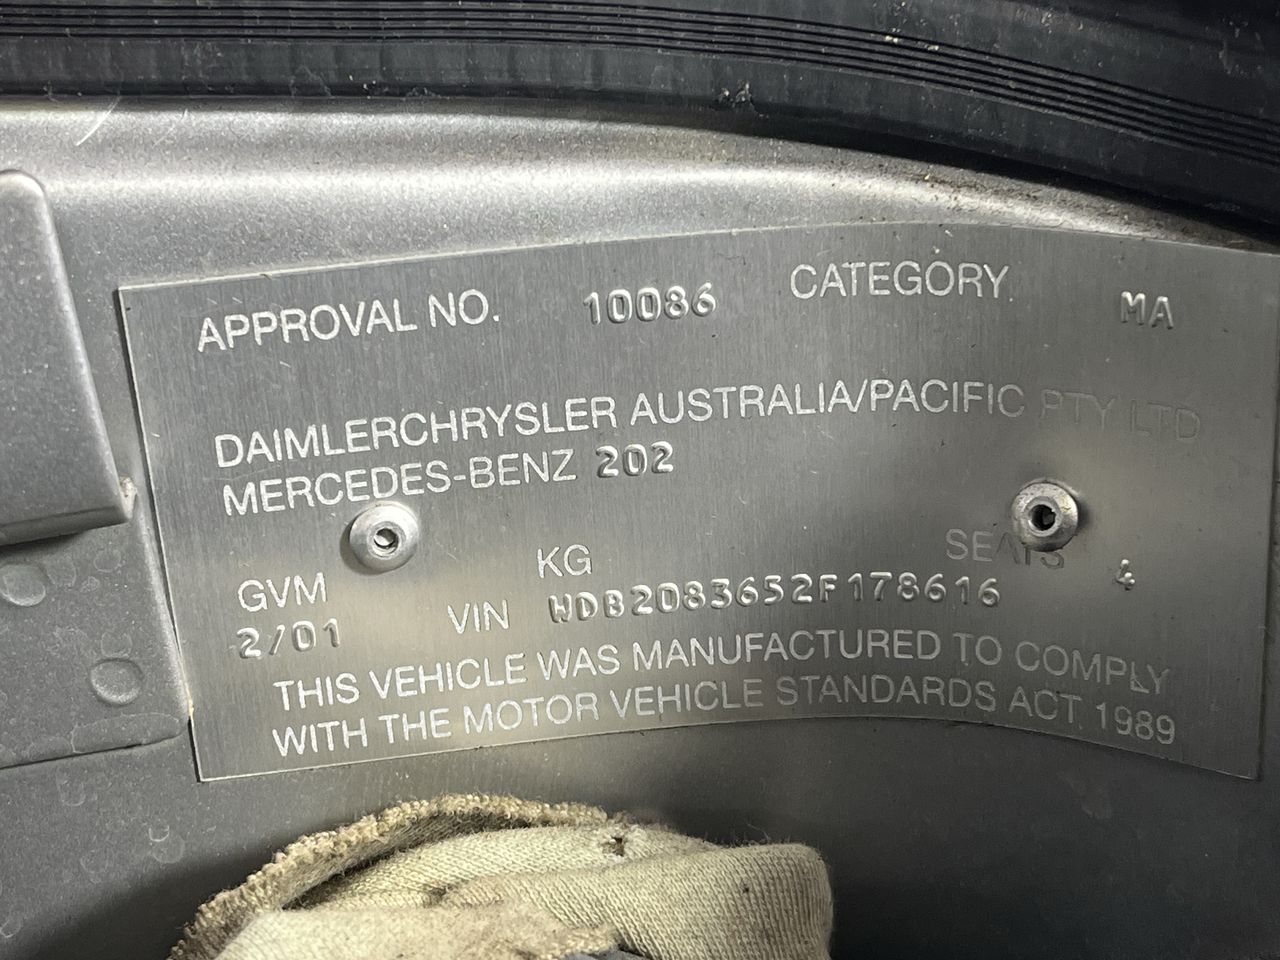 APPROVAL NO. 10086 CATEGORY MA
DAIMLERCHRYSLER AUSTRALIA/PACIFIC PTY LTD
MERCEDES-BENZ 202
GVM KG SEATS 4
2/01 VIN WDB2083652F178616
THIS VEHICLE WAS MANUFACTURED TO COMPLY
WITH THE MOTOR VEHICLE STANDARDS ACT 1989